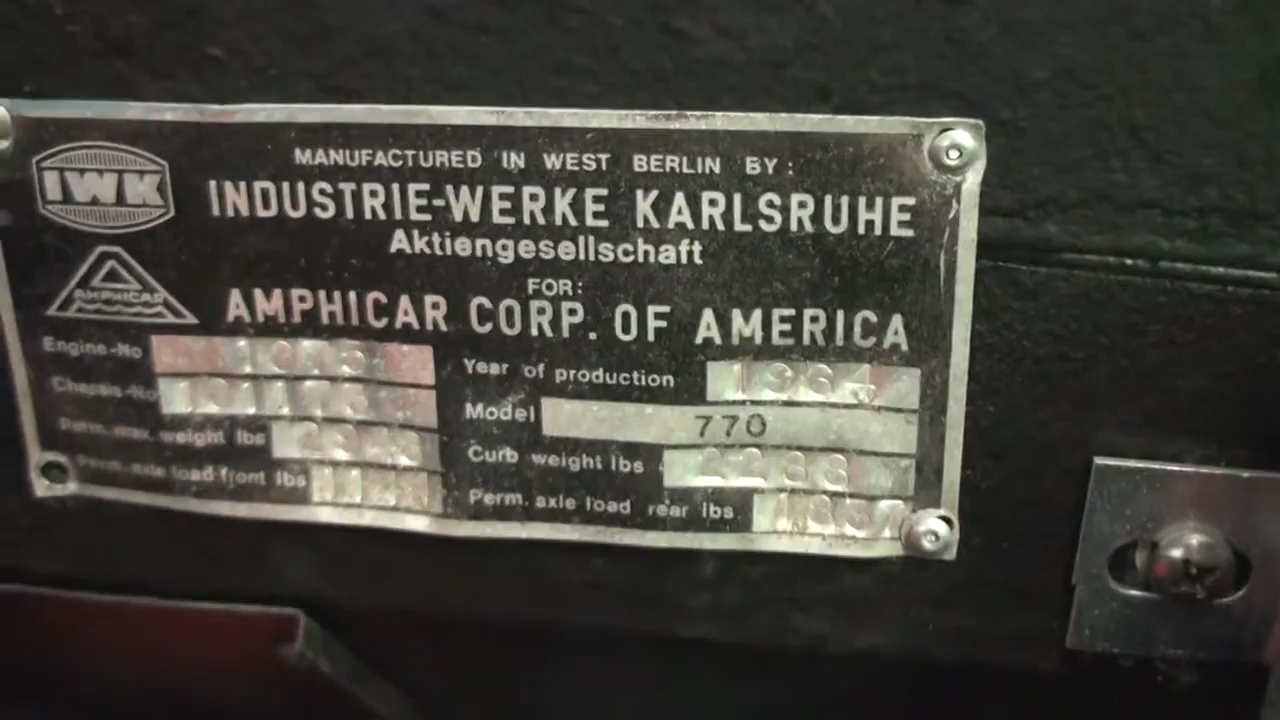 IWK
MANUFACTURED IN WEST BERLIN BY:
INDUSTRIE-WERKE KARLSRUHE
Aktiengesellschaft
AMPHICAR
FOR:
AMPHICAR CORP. OF AMERICA
Engine-No
Year of production 1964
Chassis-No
Model 770
Perm. max. weight lbs
Curb weight lbs
Perm. axle load front lbs
Perm. axle load rear lbs.